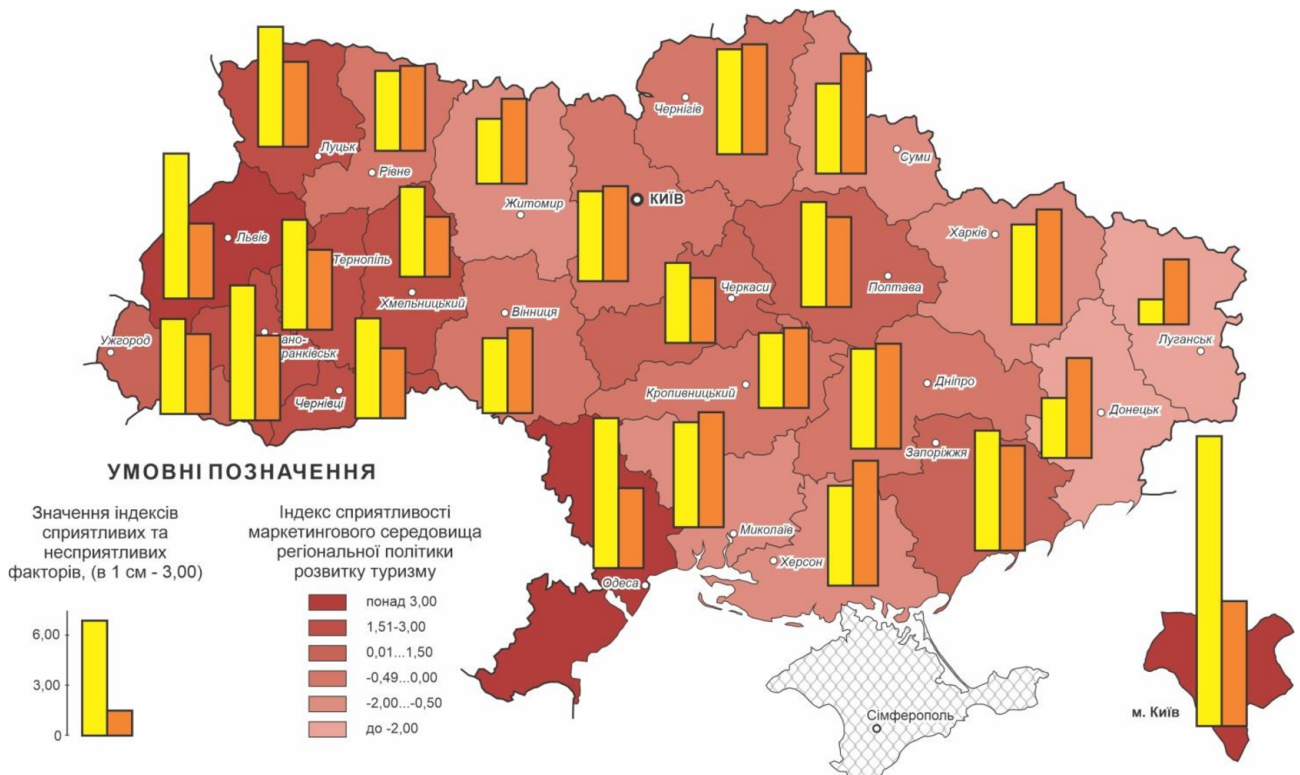 Чернігів
Суми
Луцьк
Рівне
Житомир
КИЇВ
Львів
Тернопіль
Хмельницький
Вінниця
Черкаси
Полтава
Харків
Луганськ
Ужгород
ано-
ранківськ
Чернівці
Кропивницький
Дніпро
Донецьк
Запоріжжя
Миколаїв
Херсон
Одеса
Сімферополь
м. Київ
УМОВНІ ПОЗНАЧЕННЯ
Значення індексів
сприятливих та
несприятливих
факторів, (в 1 см - 3,00)
6,00
3,00
0
Індекс сприятливості
маркетингового середовища
регіональної політики
розвитку туризму
понад 3,00
1,51-3,00
0,01...1,50
-0,49...0,00
-2,00...-0,50
до -2,00